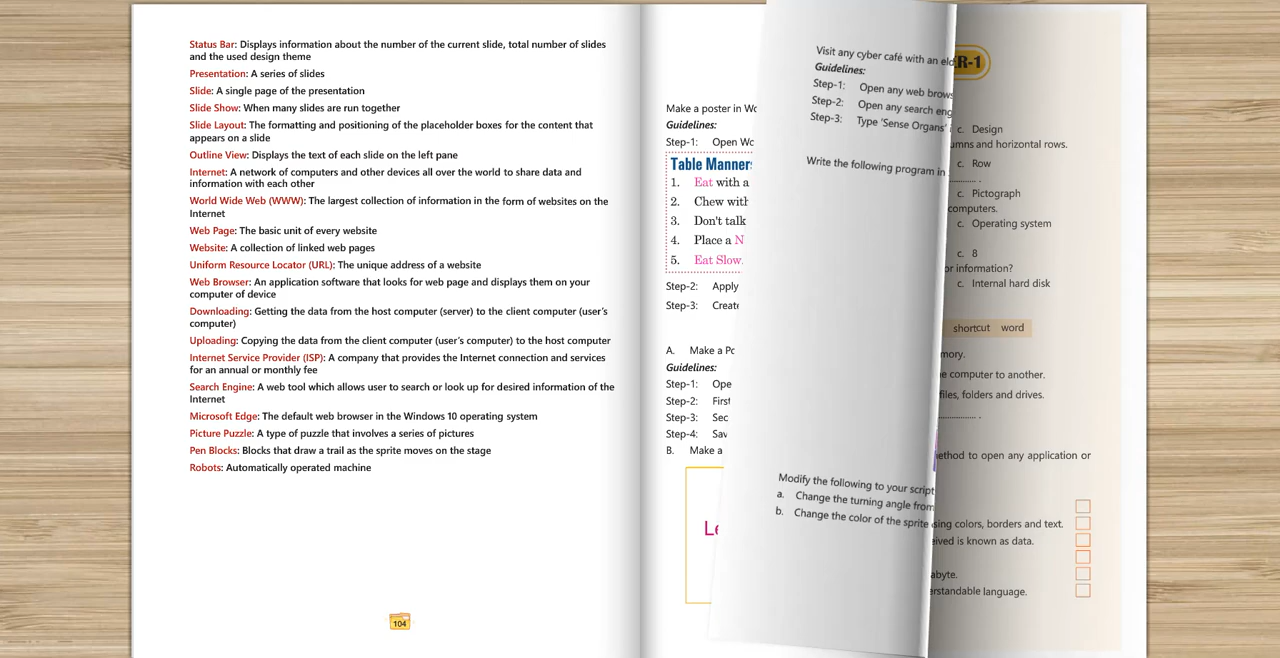 Status Bar: Displays information about the number of the current slide, total number of slides
and the used design theme
Presentation: A series of slides
Slide: A single page of the presentation
Slide Show: When many slides are run together
Slide Layout: The formatting and positioning of the placeholder boxes for the content that
appears on a slide
Outline View: Displays the text of each slide on the left pane
Internet: A network of computers and other devices all over the world to share data and
information with each other
World Wide Web (WWW): The largest collection of information in the form of websites on the
Internet
Web Page: The basic unit of every website
Website: A collection of linked web pages
Uniform Resource Locator (URL): The unique address of a website
Web Browser: An application software that looks for web page and displays them on your
computer of device
Downloading: Getting the data from the host computer (server) to the client computer (user's
computer)
Uploading: Copying the data from the client computer (user's computer) to the host computer
Internet Service Provider (ISP): A company that provides the Internet connection and services
for an annual or monthly fee
Search Engine: A web tool which allows user to search or look up for desired information of the
Internet
Microsoft Edge: The default web browser in the Windows 10 operating system
Picture Puzzle: A type of puzzle that involves a series of pictures
Pen Blocks: Blocks that draw a trail as the sprite moves on the stage
Robots: Automatically operated machine
104
Make a poster in
Guidelines:
Step-1: Open
Table Manners
1. Eat with a
2. Chew with
3. Don't talk
4. Place a
5. Eat Slow
Step-2: Apply
Step-3: Create
A. Make a
Guidelines:
Step-1:
Step-2: First
Step-3:
Step-4:
B. Make a
Visit any cyber café with an
Guidelines:
Step-1: Open any web
Step-2: Open any search
Step-3: Type 'Sense Organs'
Write the following program in
Modify the following to your script
a. Change the turning angle from
b. Change the color of the sprite
R-1
c. Design
and horizontal rows.
c. Row
c. Pictograph
computers.
c. Operating system
c. 8
or information?
c. Internal hard disk
shortcut word
computer to another.
files, folders and drives.
to open any application or
colors, borders and text.
is known as data.
language.